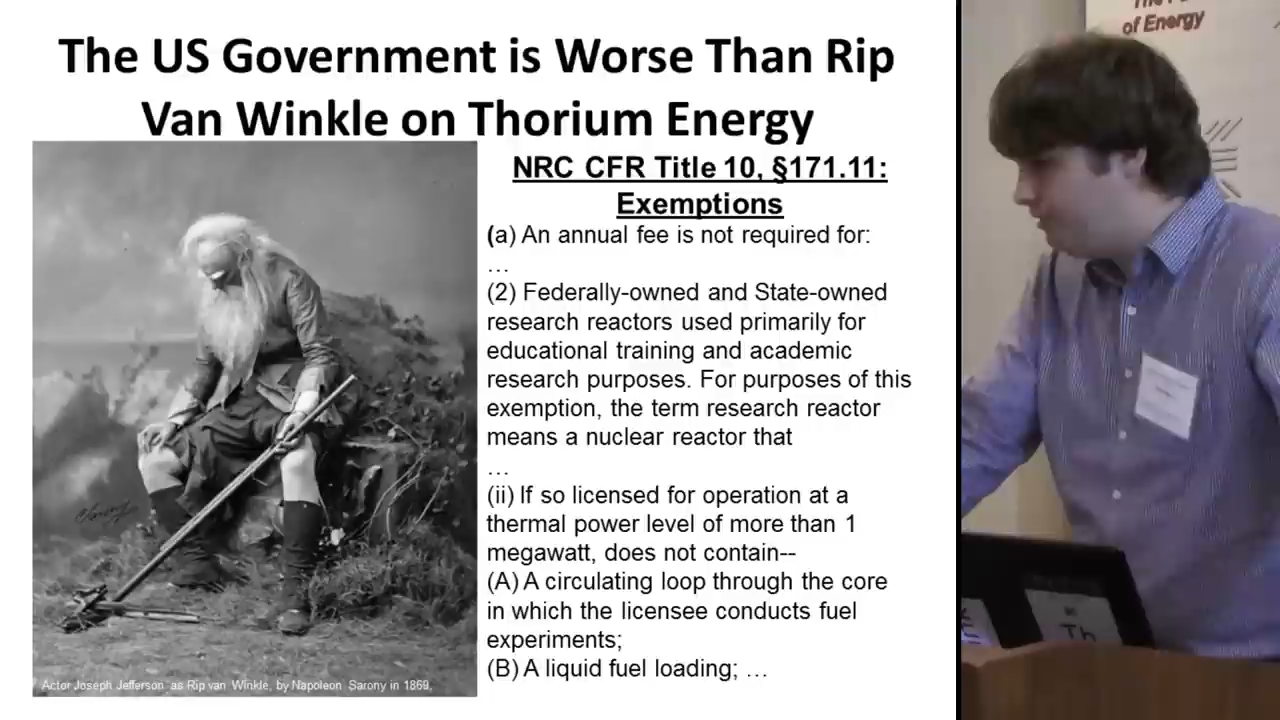 The US Government is Worse Than Rip
Van Winkle on Thorium Energy
NRC CFR Title 10, §171.11:
Exemptions
(a) An annual fee is not required for:
…
(2) Federally-owned and State-owned
research reactors used primarily for
educational training and academic
research purposes. For purposes of this
exemption, the term research reactor
means a nuclear reactor that
…
(ii) If so licensed for operation at a
thermal power level of more than 1
megawatt, does not contain--
(A) A circulating loop through the core
in which the licensee conducts fuel
experiments;
(B) A liquid fuel loading; …
Actor Joseph Jefferson as Rip van Winkle, by Napoleon Sarony in 1869,
of Energy
Th